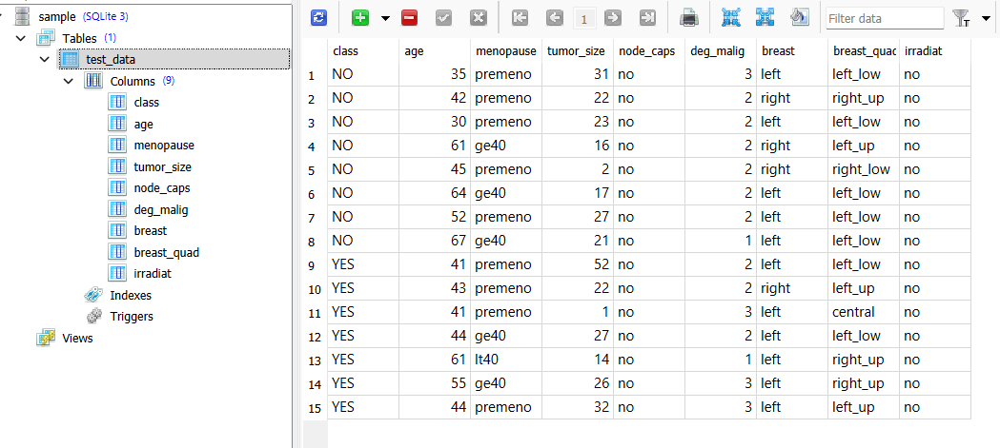 sample (SQLite 3)
Tables (1)
test_data
Columns (9)
class
age
menopause
tumor_size
node_caps
deg_malig
breast
breast_quad
irradiat
Indexes
Triggers
Views
1 Filter data
class age menopause tumor_size node_caps deg_malig breast breast_quad irradiat
1 NO 35 premeno 31 no 3 left left_low no
2 NO 42 premeno 22 no 2 right right_up no
3 NO 30 premeno 23 no 2 left left_low no
4 NO 61 ge40 16 no 2 right left_up no
5 NO 45 premeno 2 no 2 right right_low no
6 NO 64 ge40 17 no 2 left left_low no
7 NO 52 premeno 27 no 2 left left_low no
8 NO 67 ge40 21 no 1 left left_low no
9 YES 41 premeno 52 no 2 left left_low no
10 YES 43 premeno 22 no 2 right left_up no
11 YES 41 premeno 1 no 3 left central no
12 YES 44 ge40 27 no 2 left left_low no
13 YES 61 lt40 14 no 1 left right_up no
14 YES 55 ge40 26 no 3 left right_up no
15 YES 44 premeno 32 no 3 left left_up no